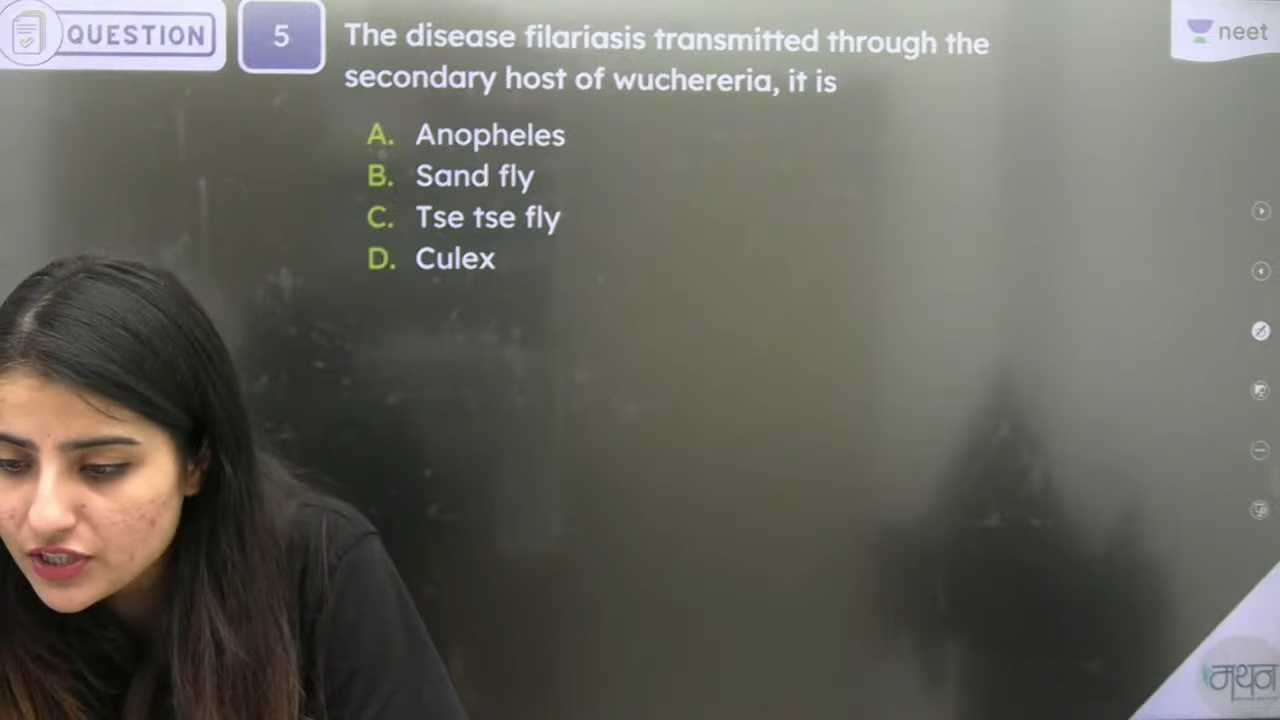 QUESTION
5
The disease filariasis transmitted through the
secondary host of wuchereria, it is
A. Anopheles
B. Sand fly
C. Tse tse fly
D. Culex
neet
मंथन